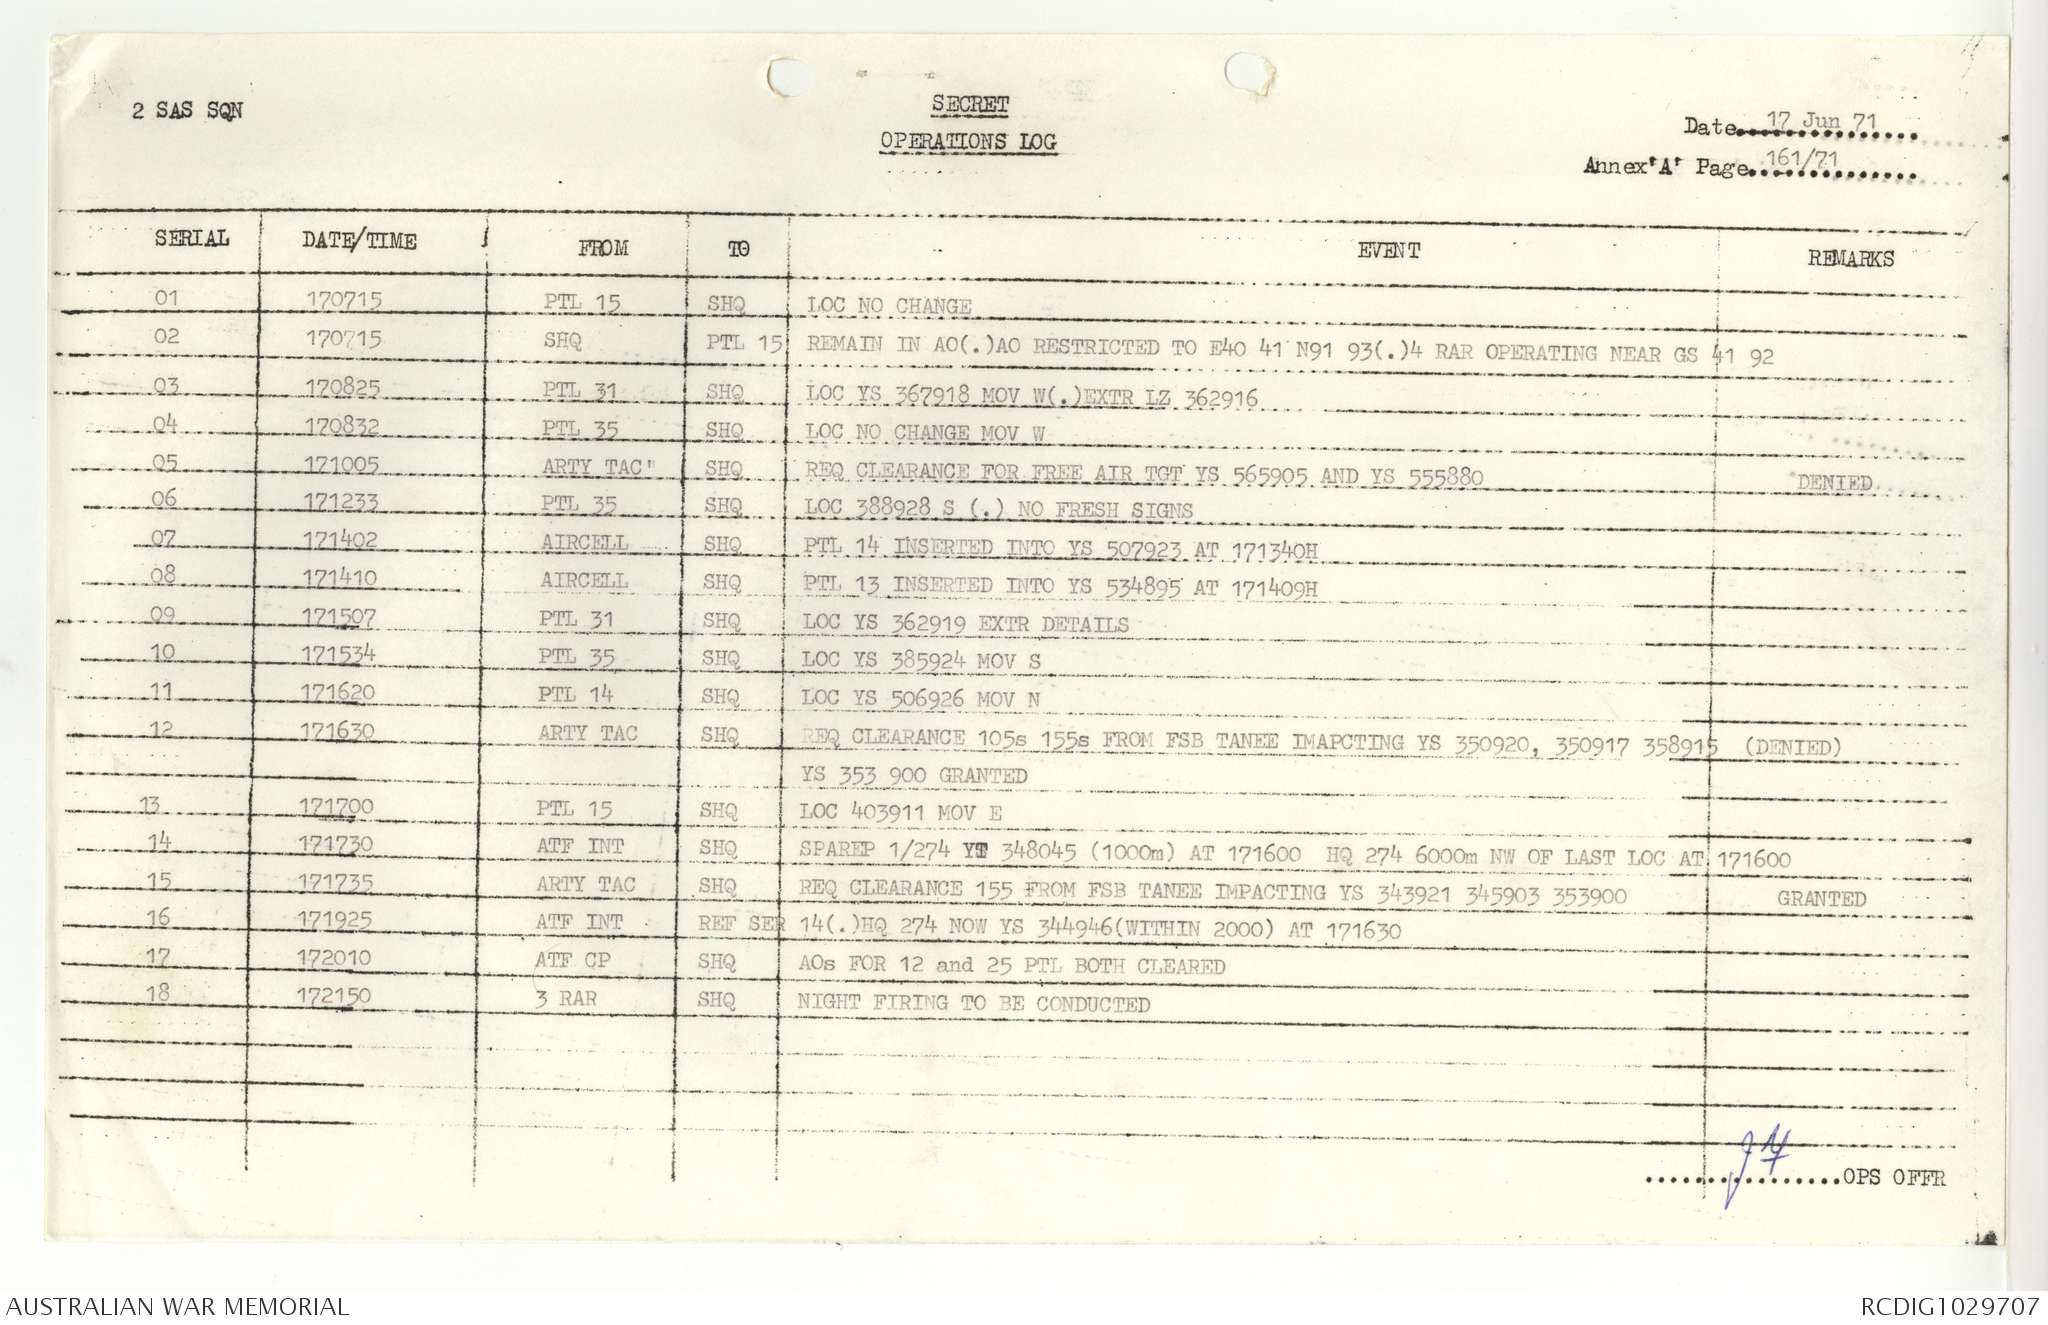 2 SAS SQN
SECRET
OPERATIONS LOG
Date 17 Jun 71
Annex'A' Page 161/71
SERIAL DATE/TIME FROM TO EVENT REMARKS
01 170715 PTL 15 SHQ LOC NO CHANGE
02 170715 SHQ PTL 15 REMAIN IN AO(.)AO RESTRICTED TO E40 41 N91 93(.)4 RAR OPERATING NEAR GS 41 92
03 170825 PTL 31 SHQ LOC YS 367918 MOV W(.)EXTR LZ 362916
04 170832 PTL 35 SHQ LOC NO CHANGE MOV W
05 171005 ARTY TAC" SHQ REQ CLEARANCE FOR FREE AIR TGT YS 565905 AND YS 555880 DENIED
06 171233 PTL 35 SHQ LOC 388928 S (.) NO FRESH SIGNS
07 171402 AIRCELL SHQ PTL 14 INSERTED INTO YS 507923 AT 171340H
08 171410 AIRCELL SHQ PTL 13 INSERTED INTO YS 534895 AT 171409H
09 171507 PTL 31 SHQ LOC YS 362919 EXTR DETAILS
10 171534 PTL 35 SHQ LOC YS 385924 MOV S
11 171620 PTL 14 SHQ LOC YS 506926 MOV N
12 171630 ARTY TAC SHQ REQ CLEARANCE 105s 155s FROM FSB TANEE IMAPCTING YS 350920, 350917 358915 (DENIED)
YS 353 900 GRANTED
13 171700 PTL 15 SHQ LOC 403911 MOV E
14 171730 ATF INT SHQ SPAREP 1/274 YT 348045 (1000m) AT 171600 HQ 274 6000m NW OF LAST LOC AT 171600
15 171735 ARTY TAC SHQ REQ CLEARANCE 155 FROM FSB TANEE IMPACTING YS 343921 345903 353900 GRANTED
16 171925 ATF INT REF SER 14(.)HQ 274 NOW YS 344946(WITHIN 2000) AT 171630
17 172010 ATF CP SHQ AOs FOR 12 and 25 PTL BOTH CLEARED
18 172150 3 RAR SHQ NIGHT FIRING TO BE CONDUCTED
OPS OFFR
AUSTRALIAN WAR MEMORIAL
RCDIG1029707